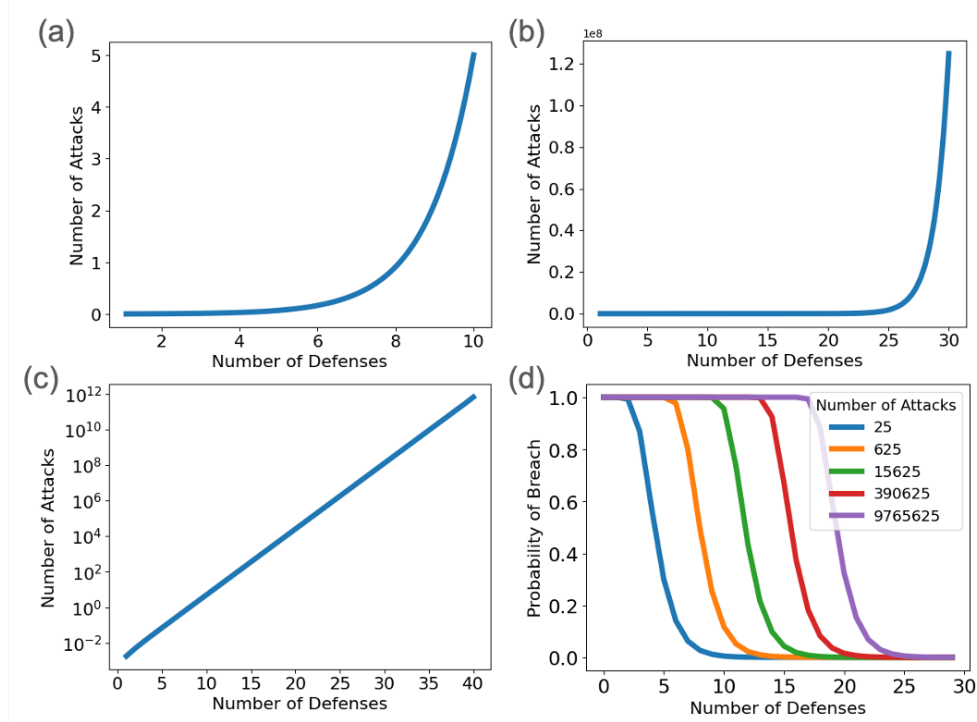 (a)
5
4
3
2
1
0
Number of Attacks
2 4 6 8 10
Number of Defenses
(b)
1e8
1.2
1.0
0.8
0.6
0.4
0.2
0.0
Number of Attacks
0 5 10 15 20 25 30
Number of Defenses
(c)
10^12
10^10
10^8
10^6
10^4
10^2
10^0
10^−2
Number of Attacks
0 5 10 15 20 25 30 35 40
Number of Defenses
(d)
1.0
0.8
0.6
0.4
0.2
0.0
Probability of Breach
Number of Attacks
25
625
15625
390625
9765625
0 5 10 15 20 25 30
Number of Defenses